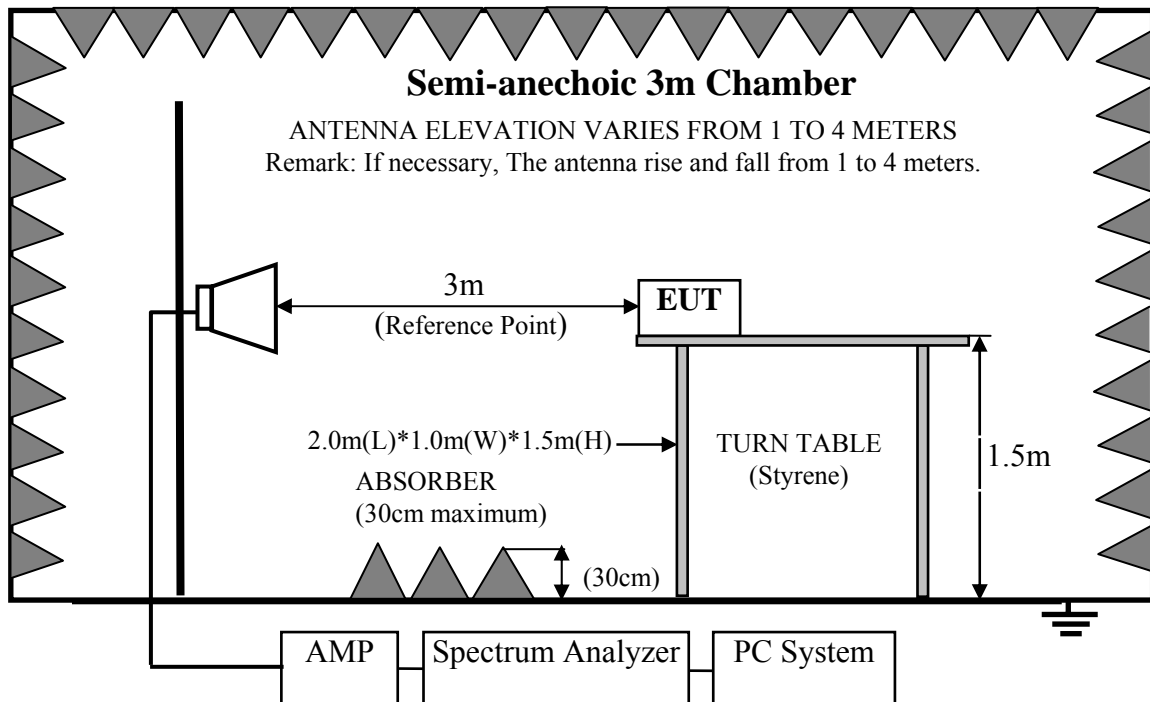 Semi-anechoic 3m Chamber
ANTENNA ELEVATION VARIES FROM 1 TO 4 METERS
Remark: If necessary, The antenna rise and fall from 1 to 4 meters.
3m
(Reference Point)
EUT
2.0m(L)*1.0m(W)*1.5m(H)
TURN TABLE
(Styrene)
1.5m
ABSORBER
(30cm maximum)
(30cm)
AMP
Spectrum Analyzer
PC System